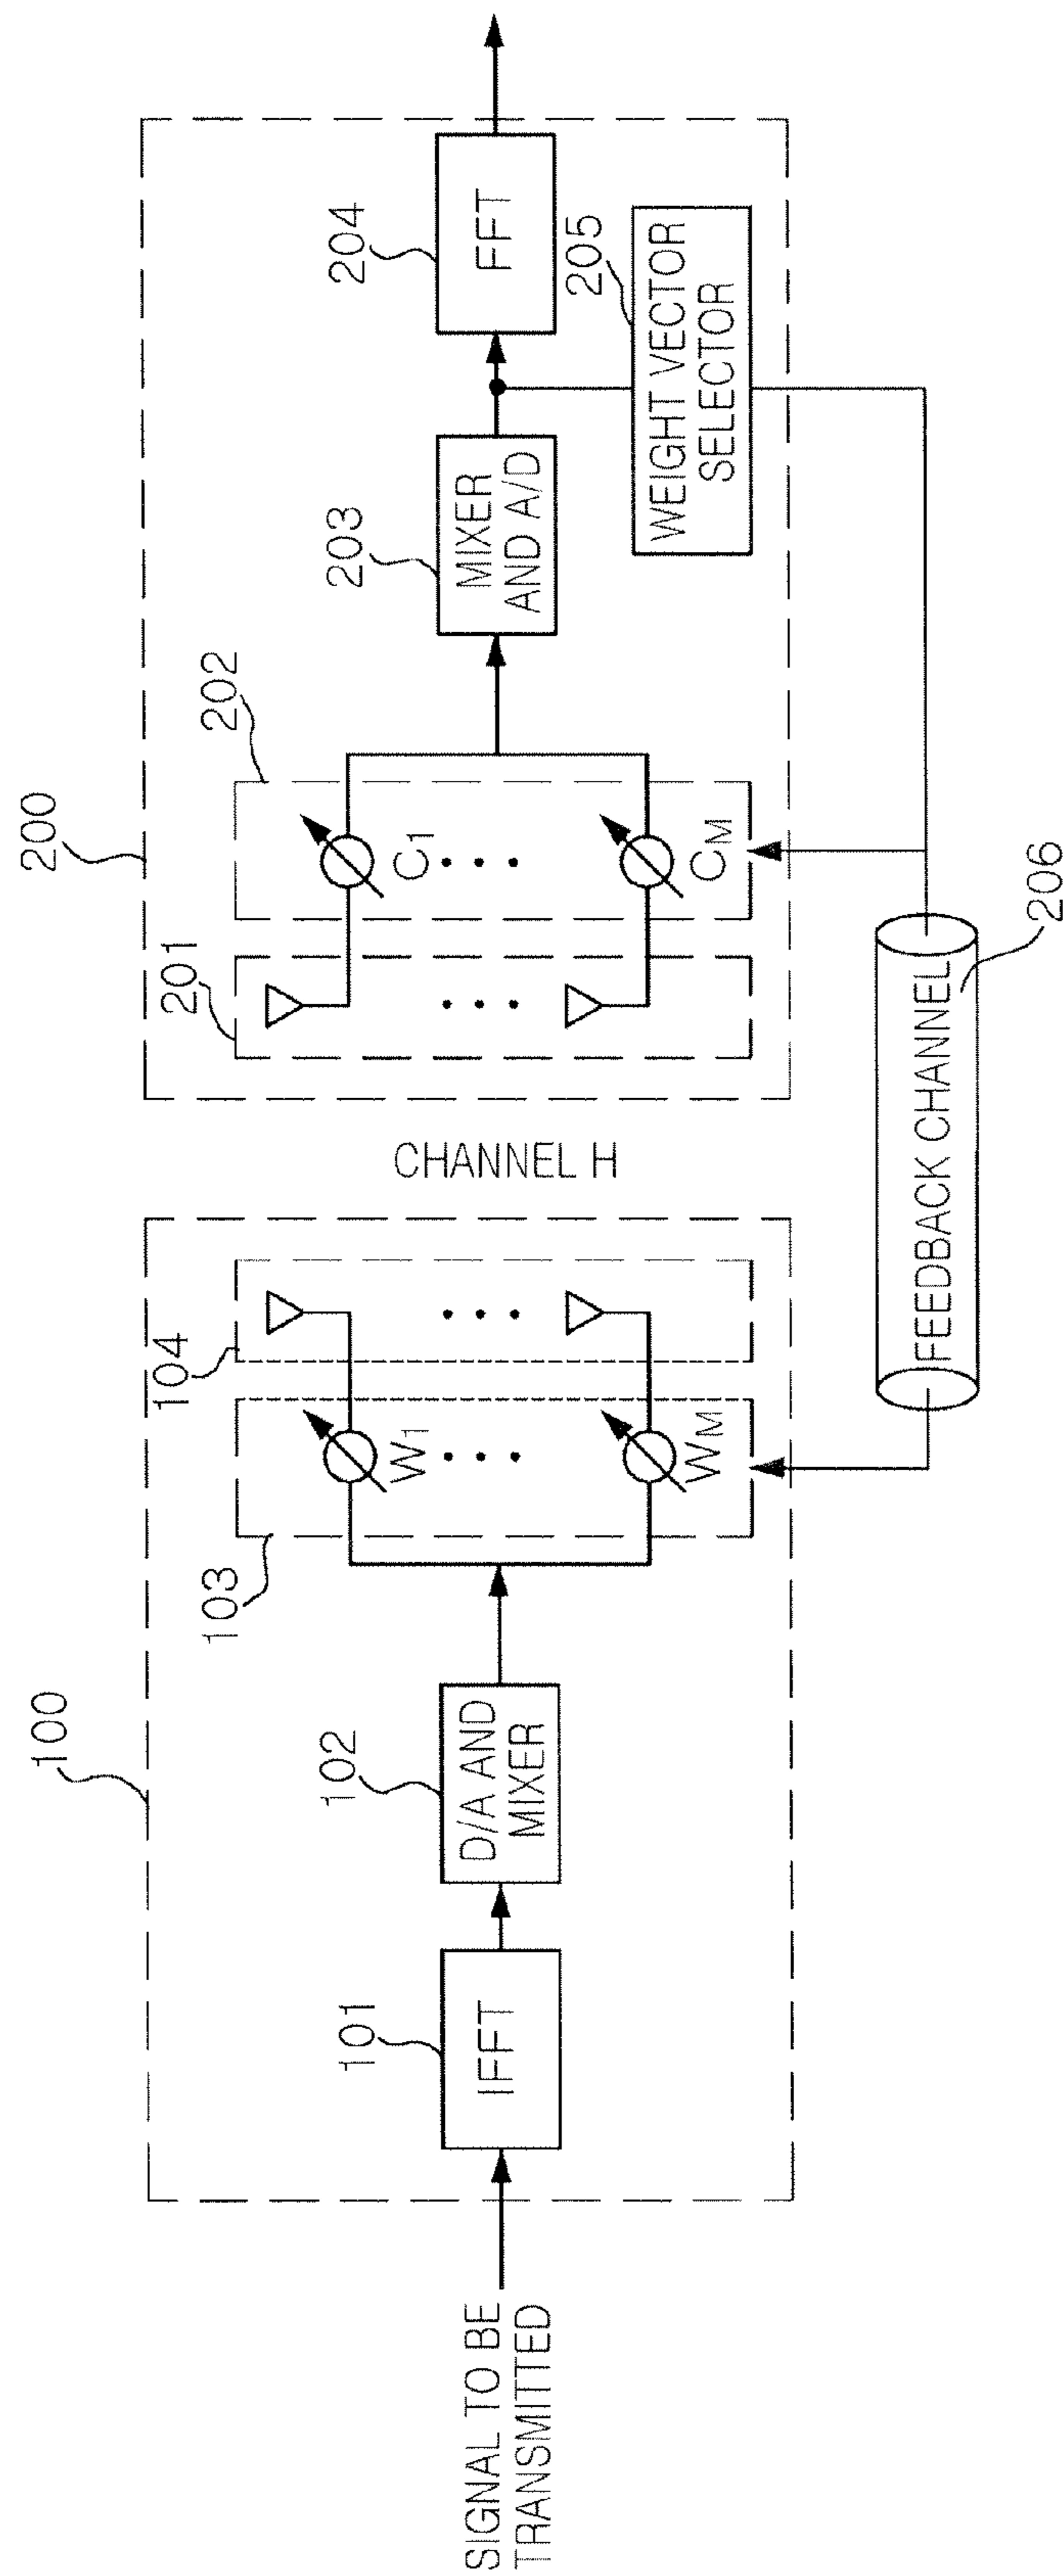 100
200
SIGNAL TO BE
TRANSMITTED
101
IFFT
102
D/A AND
MIXER
103
W1
WM
104
CHANNEL H
201
202
C1
CM
203
MIXER
AND A/D
204
FFT
205
WEIGHT VECTOR
SELECTOR
FEEDBACK CHANNEL
206